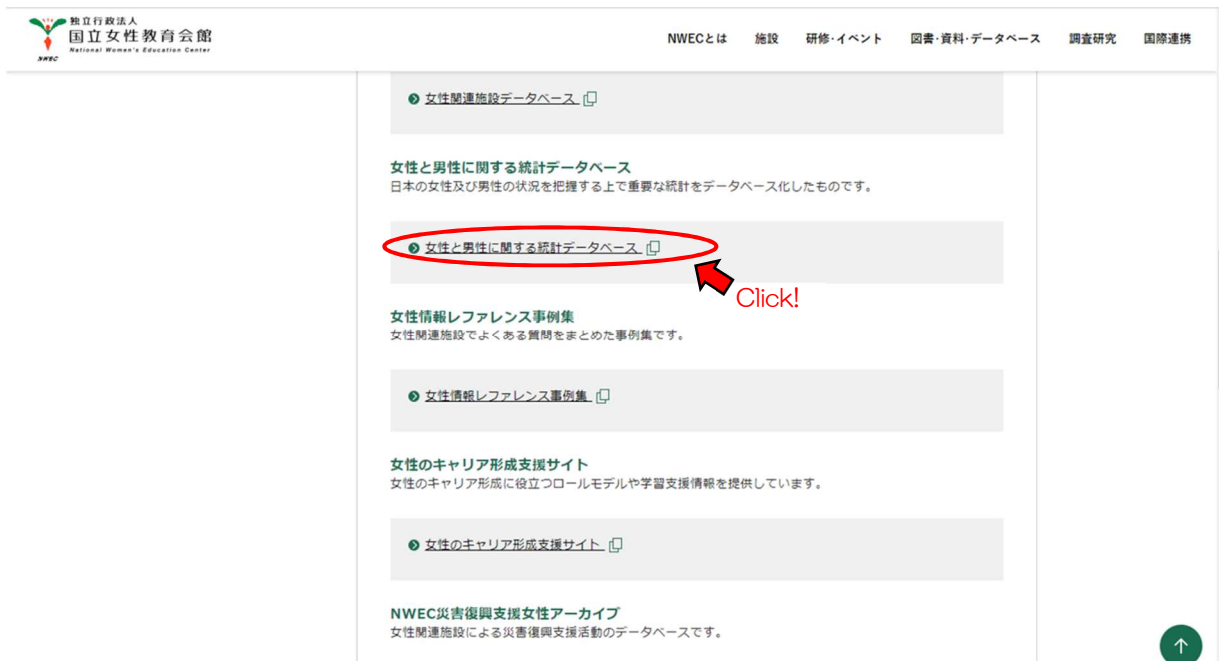 独立行政法人
国立女性教育会館
National Women's Education Center
NWEC
NWECとは 施設 研修・イベント 図書・資料・データベース 調査研究 国際連携
女性関連施設データベース
女性と男性に関する統計データベース
日本の女性及び男性の状況を把握する上で重要な統計をデータベース化したものです。
女性と男性に関する統計データベース
Click!
女性情報レファレンス事例集
女性関連施設でよくある質問をまとめた事例集です。
女性情報レファレンス事例集
女性のキャリア形成支援サイト
女性のキャリア形成に役立つロールモデルや学習支援情報を提供しています。
女性のキャリア形成支援サイト
NWEC災害復興支援女性アーカイブ
女性関連施設による災害復興支援活動のデータベースです。